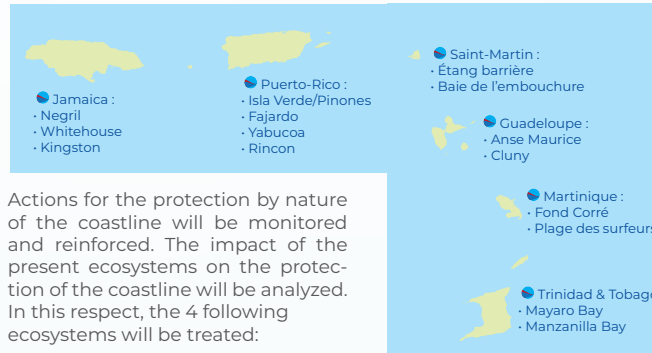 Jamaica :
· Negril
· Whitehouse
· Kingston
Puerto-Rico :
· Isla Verde/Pinones
· Fajardo
· Yabucoa
· Rincon
Saint-Martin :
· Étang barrière
· Baie de l'embouchure
Guadeloupe :
· Anse Maurice
· Cluny
Martinique :
· Fond Corré
· Plage des surfeurs
Trinidad & Tobago
· Mayaro Bay
· Manzanilla Bay
Actions for the protection by nature
of the coastline will be monitored
and reinforced. The impact of the
present ecosystems on the protec-
tion of the coastline will be analyzed.
In this respect, the 4 following
ecosystems will be treated: